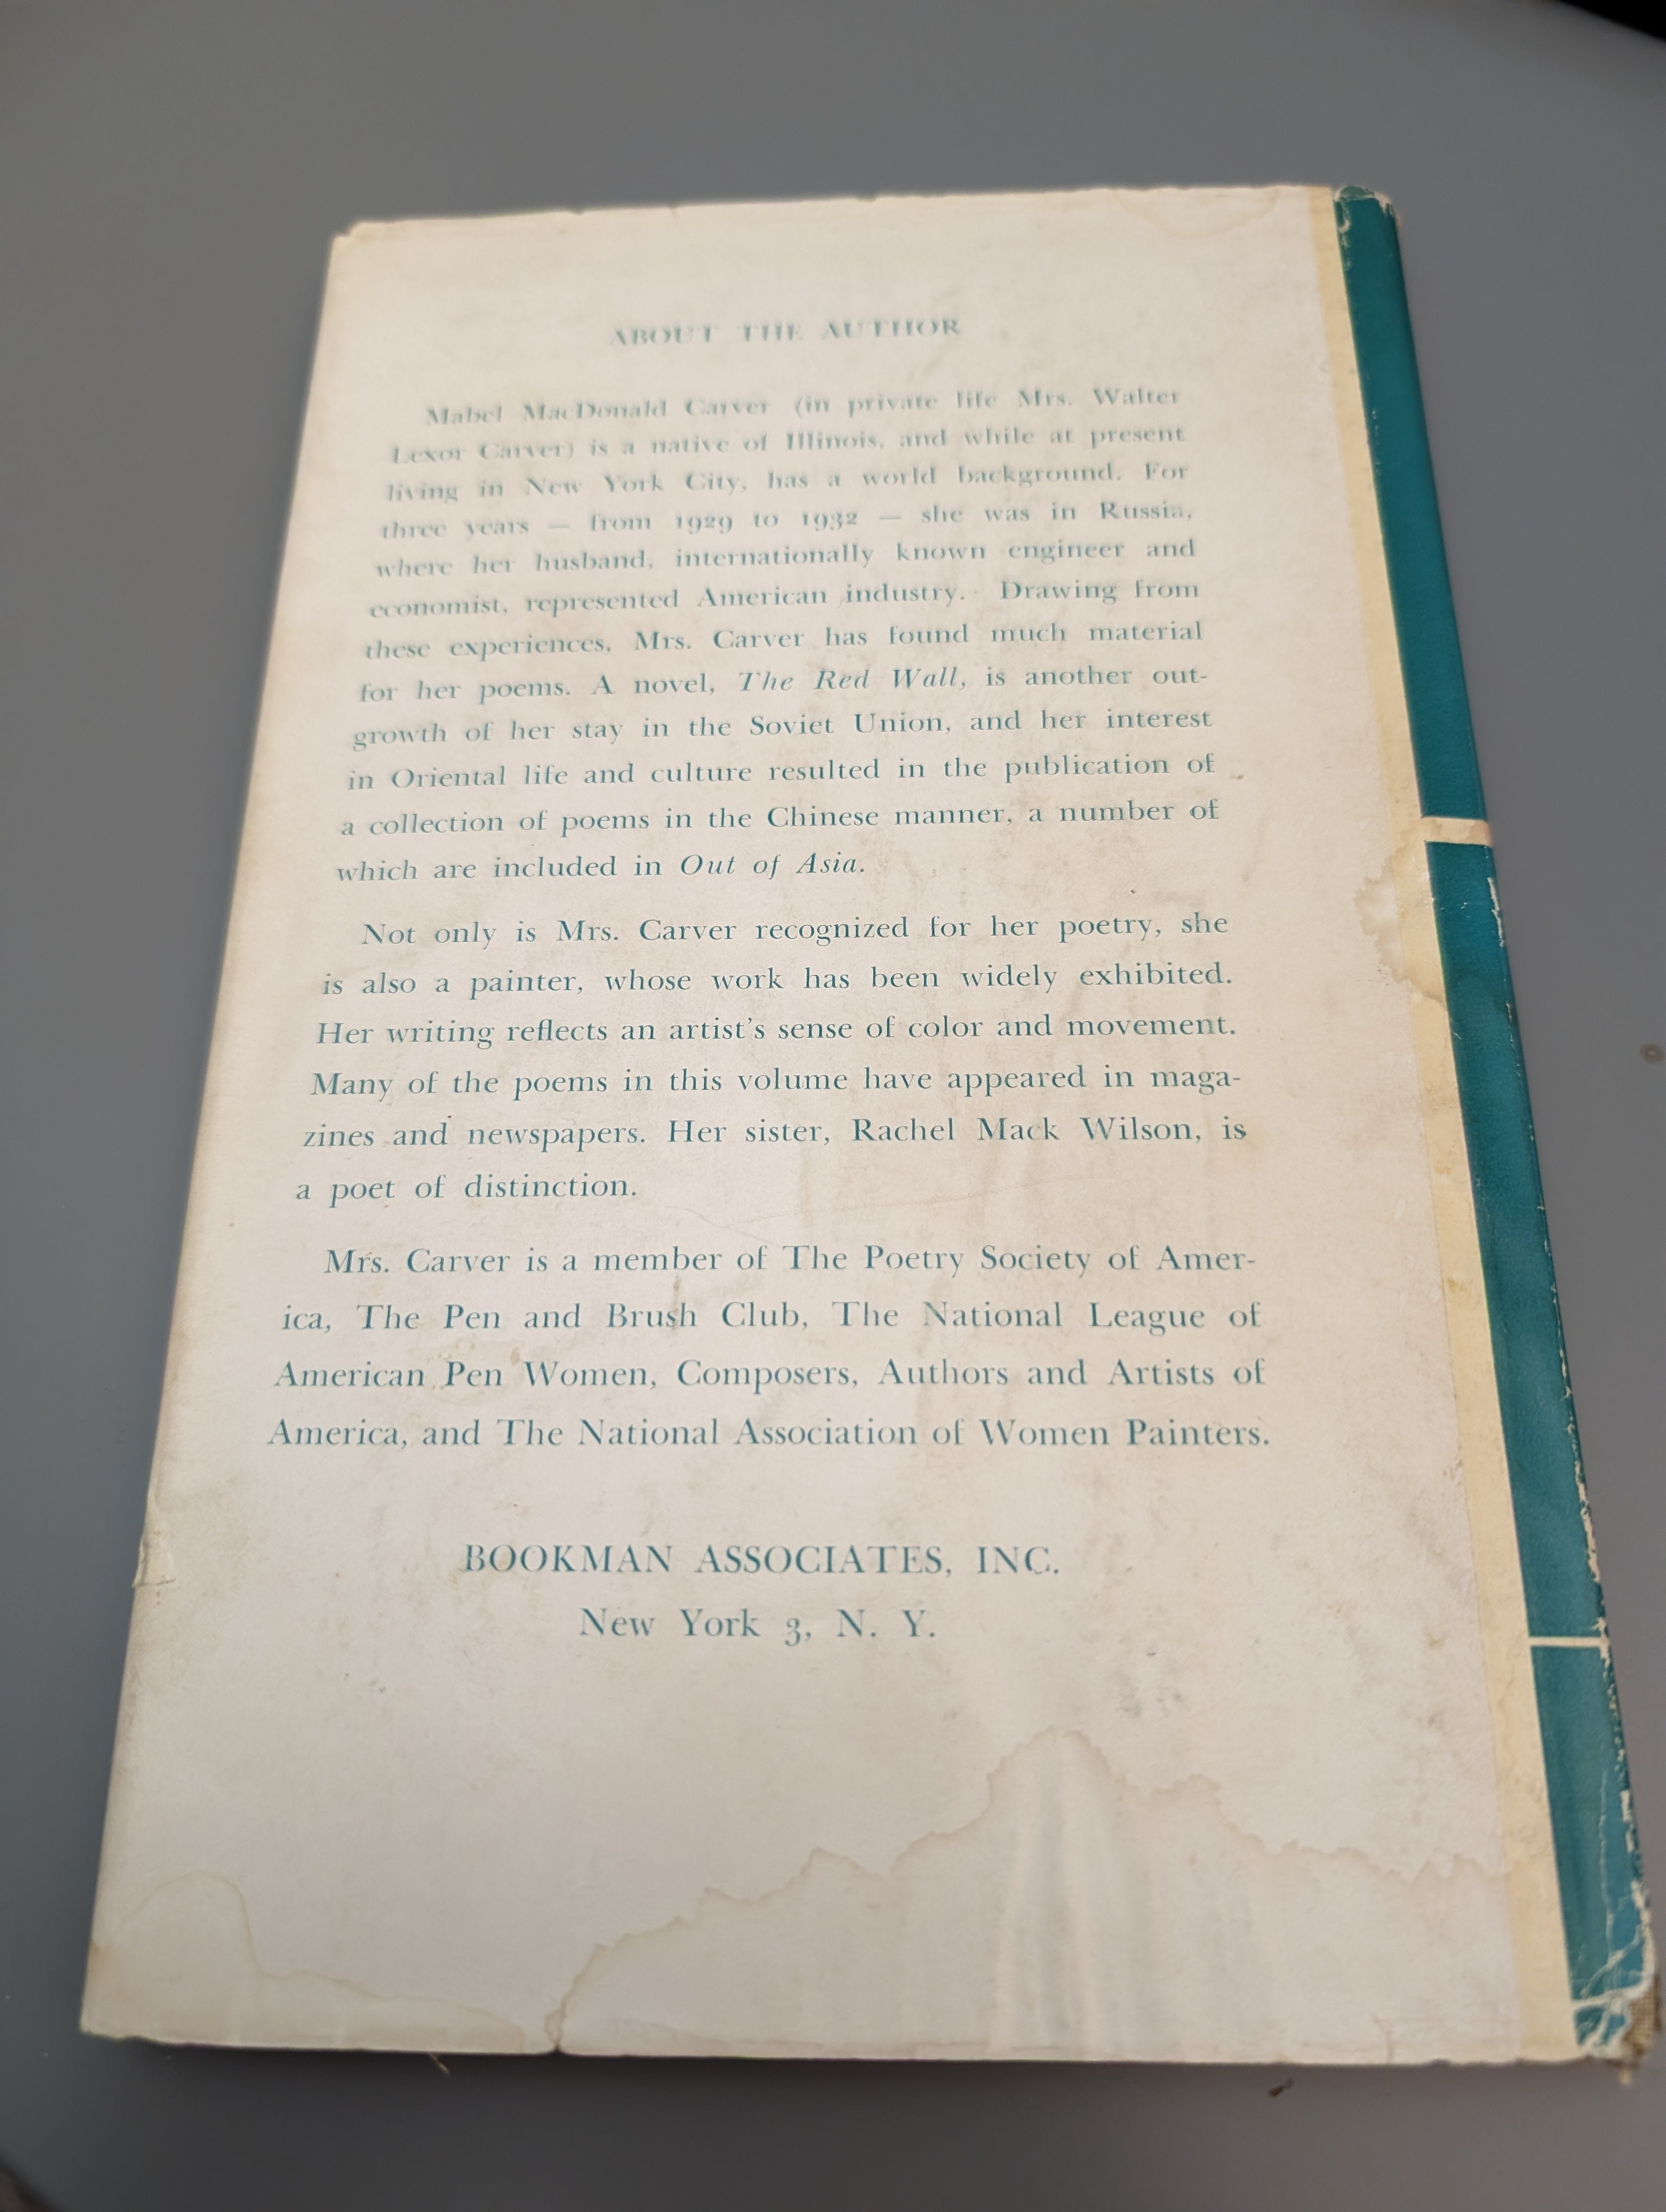 ABOUT THE AUTHOR
Mabel MacDonald Carver (in private life Mrs. Walter
Lexor Carver) is a native of Illinois, and while at present
living in New York City, has a world background. For
three years — from 1929 to 1932 — she was in Russia,
where her husband, internationally known engineer and
economist, represented American industry. Drawing from
these experiences, Mrs. Carver has found much material
for her poems. A novel, The Red Wall, is another out-
growth of her stay in the Soviet Union, and her interest
in Oriental life and culture resulted in the publication of
a collection of poems in the Chinese manner, a number of
which are included in Out of Asia.
Not only is Mrs. Carver recognized for her poetry, she
is also a painter, whose work has been widely exhibited.
Her writing reflects an artist's sense of color and movement.
Many of the poems in this volume have appeared in maga-
zines and newspapers. Her sister, Rachel Mack Wilson, is
a poet of distinction.
Mrs. Carver is a member of The Poetry Society of Amer-
ica, The Pen and Brush Club, The National League of
American Pen Women, Composers, Authors and Artists of
America, and The National Association of Women Painters.
BOOKMAN ASSOCIATES, INC.
New York 3, N. Y.